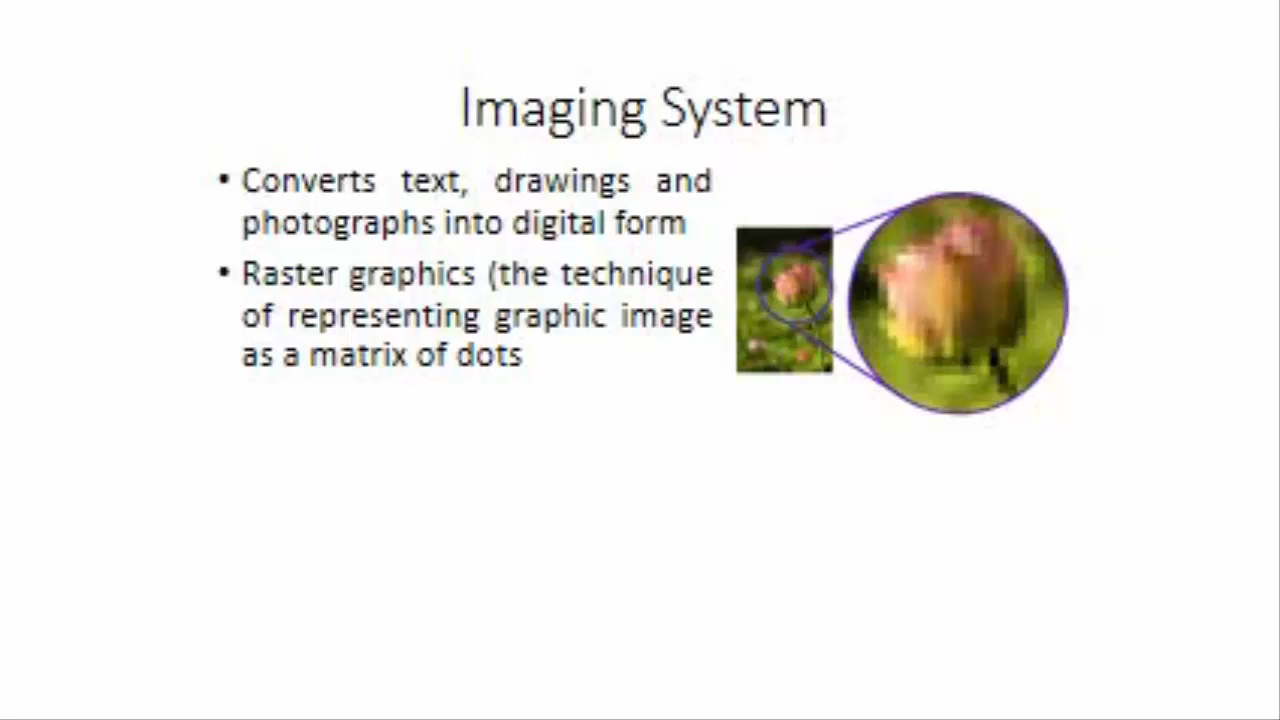 Imaging System
• Converts text, drawings and
photographs into digital form
• Raster graphics (the technique
of representing graphic image
as a matrix of dots